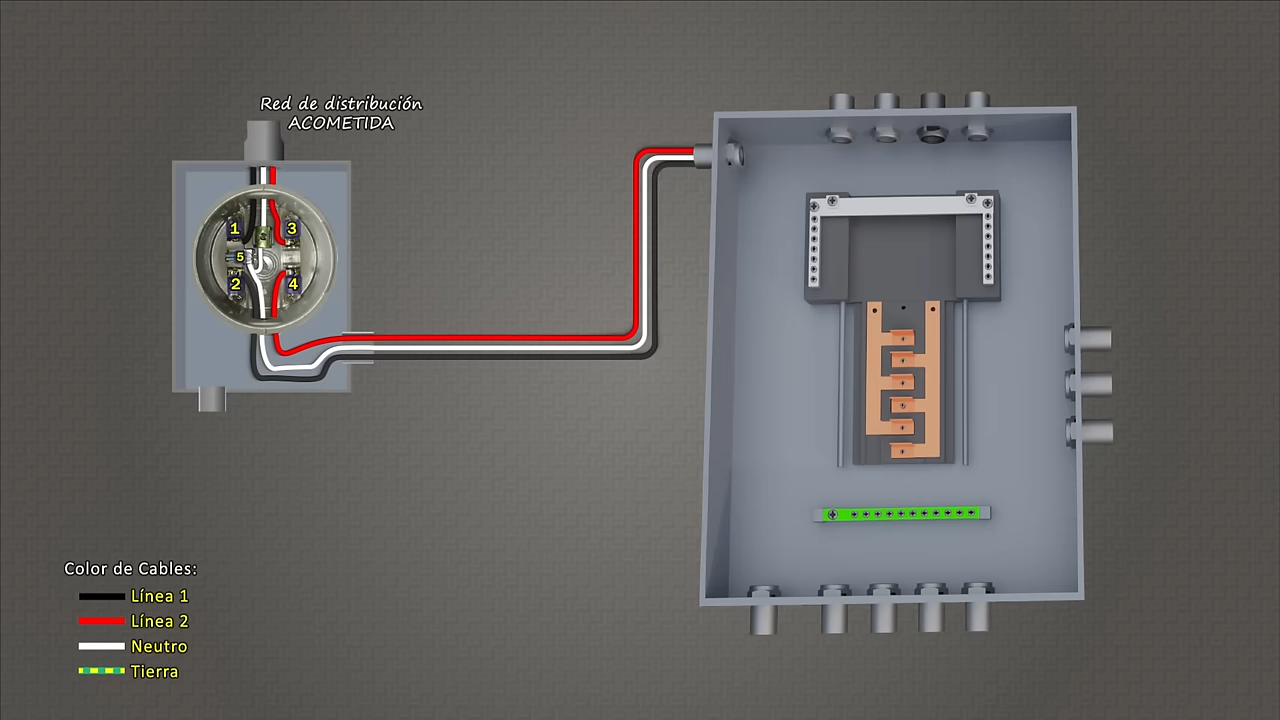 Red de distribución
ACOMETIDA
1
3
5
2
4
Color de Cables:
Línea 1
Línea 2
Neutro
Tierra